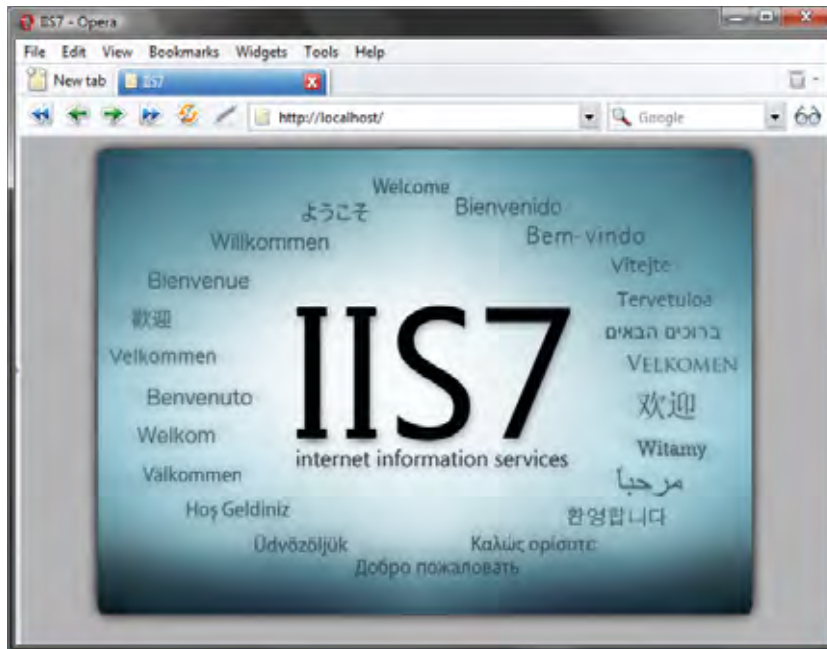 IIS7 - Opera
File Edit View Bookmarks Widgets Tools Help
New tab IIS7
http://localhost/ Google
Welcome
ようこそ Bienvenido
Willkommen Bem-vindo
Vítejte
Bienvenue
Tervetuloa
歡迎
ברוכים הבאים
Velkommen
VELKOMEN
IIS7
Benvenuto
欢迎
Welkom
Witamy
internet information services
Välkommen
مرحباً
Hoş Geldiniz
환영합니다
Üdvözöljük Καλώς ορίσατε
Добро пожаловать